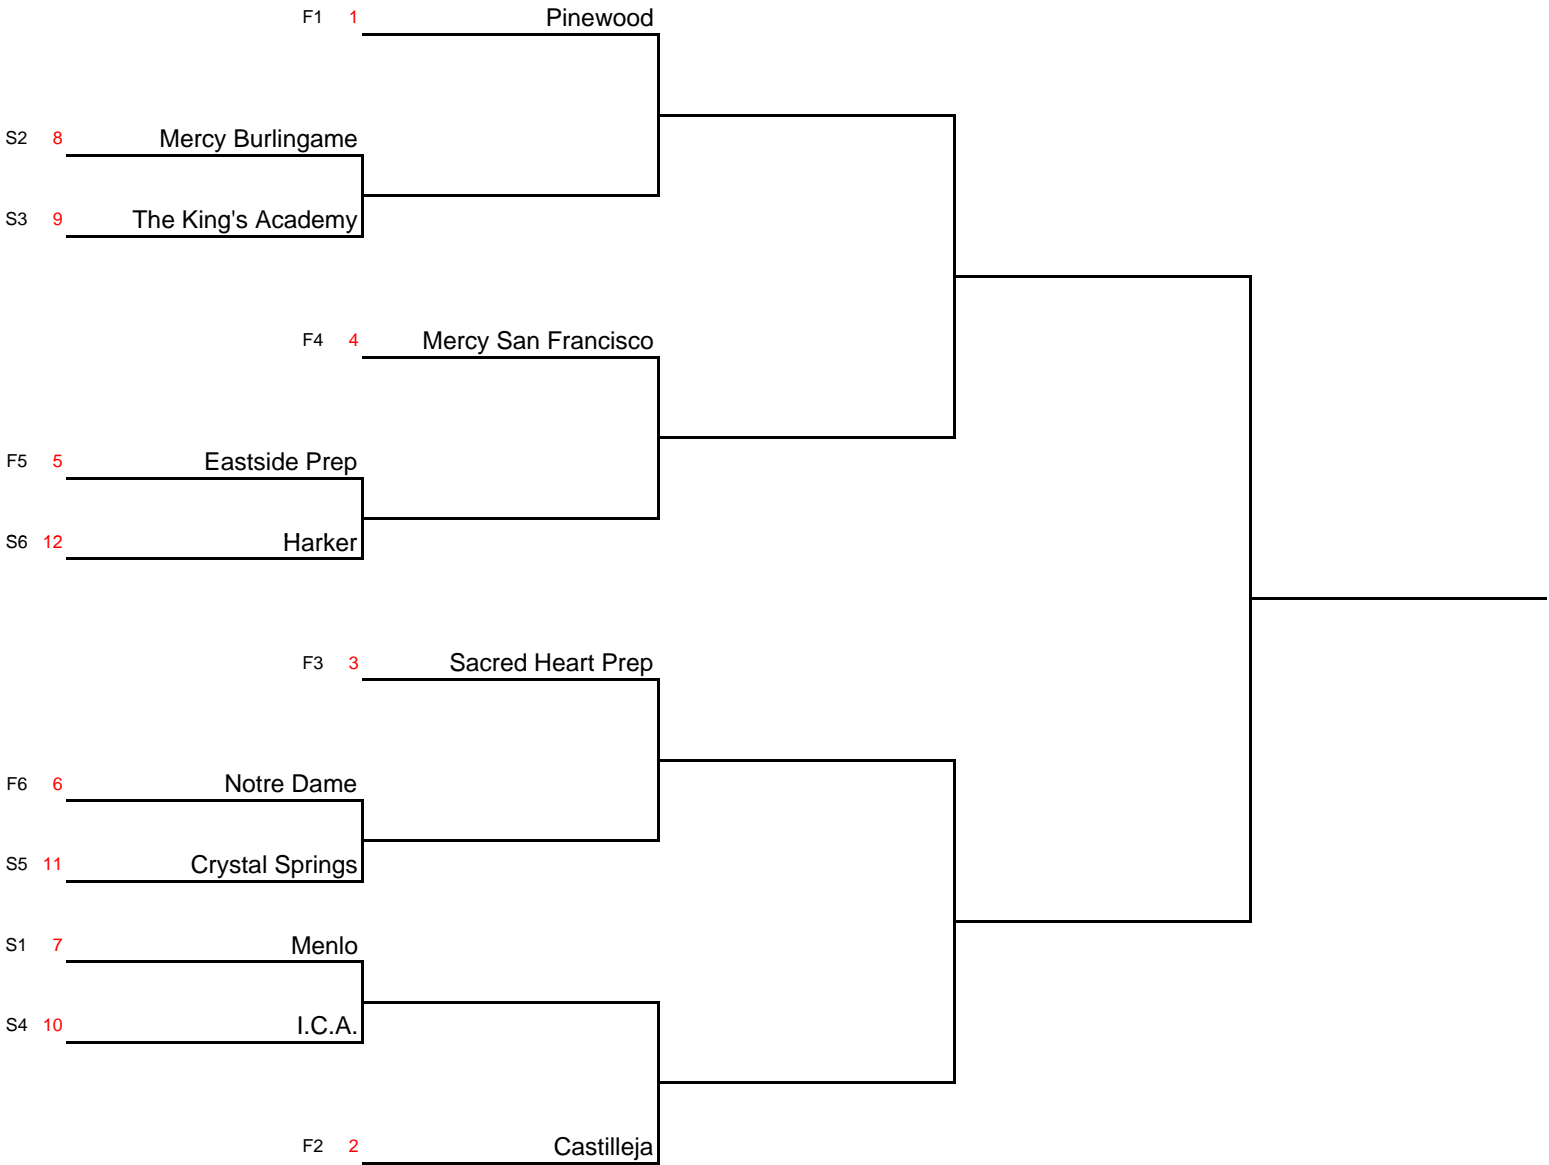 F1 1 Pinewood
S2 8 Mercy Burlingame
S3 9 The King's Academy
F4 4 Mercy San Francisco
F5 5 Eastside Prep
S6 12 Harker
F3 3 Sacred Heart Prep
F6 6 Notre Dame
S5 11 Crystal Springs
S1 7 Menlo
S4 10 I.C.A.
F2 2 Castilleja